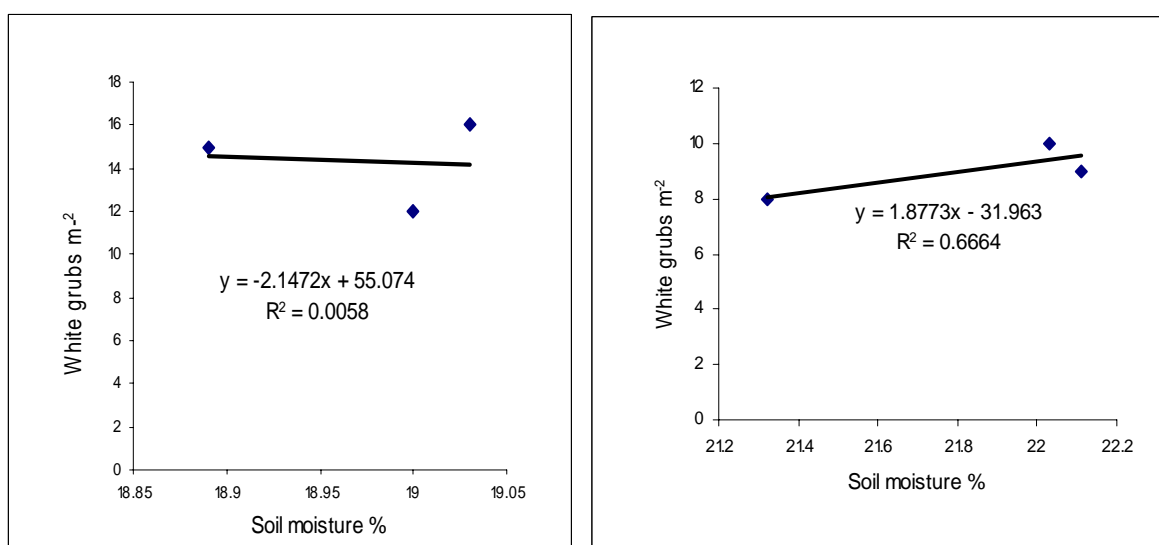 18
16
14
12
10
8
6
4
2
0
White grubs m-²
y = -2.1472x + 55.074
R² = 0.0058
18.85 18.9 18.95 19 19.05
Soil moisture %
12
10
8
6
4
2
0
White grubs m-²
y = 1.8773x - 31.963
R² = 0.6664
21.2 21.4 21.6 21.8 22 22.2
Soil moisture %